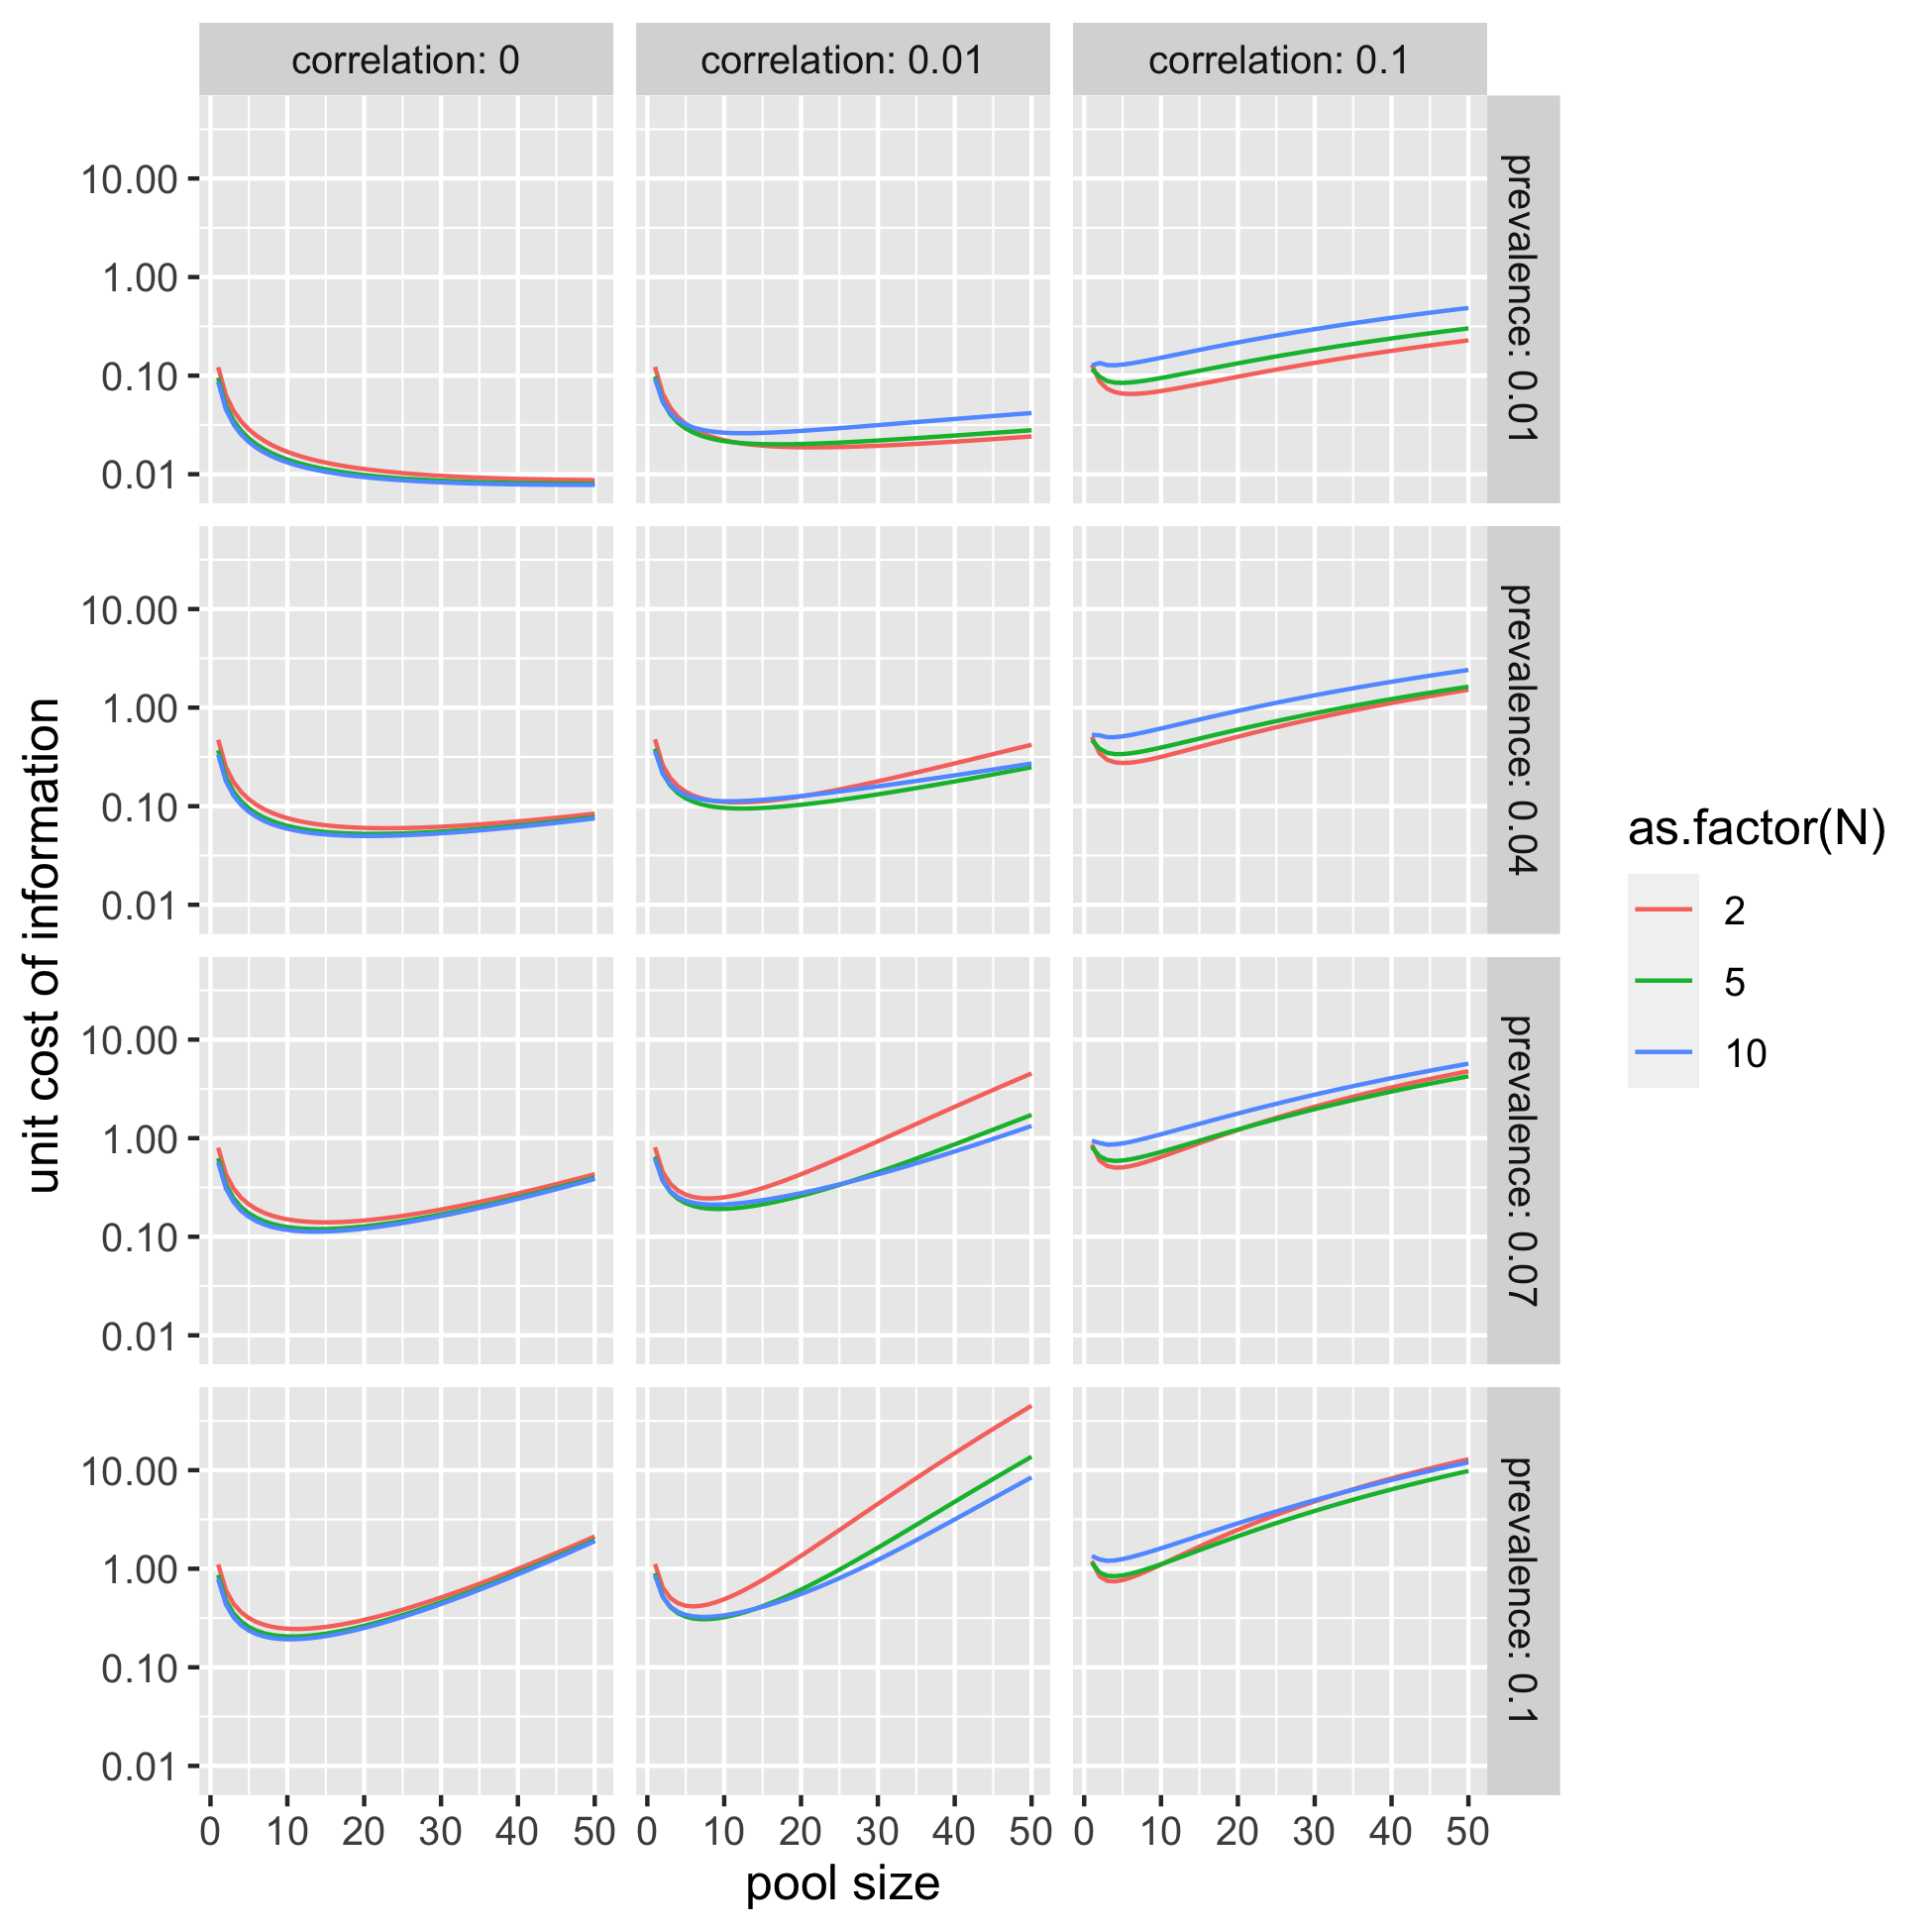 correlation: 0
correlation: 0.01
correlation: 0.1
10.00
1.00
0.10
0.01
prevalence: 0.01
10.00
1.00
0.10
0.01
prevalence: 0.04
10.00
1.00
0.10
0.01
prevalence: 0.07
10.00
1.00
0.10
0.01
prevalence: 0.1
0 10 20 30 40 50
0 10 20 30 40 50
0 10 20 30 40 50
pool size
unit cost of information
as.factor(N)
2
5
10